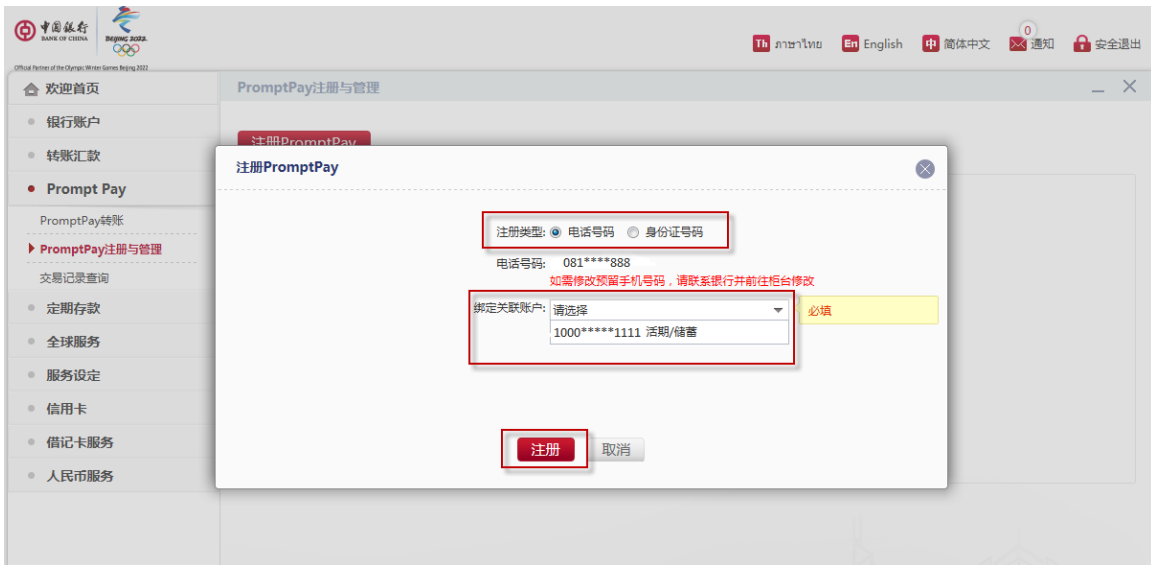 中国银行
BANK OF CHINA
BEIJING 2022
Official Partner of the Olympic Winter Games Beijing 2022
Th ภาษาไทย
En English
中 简体中文
0
通知
安全退出
欢迎首页
银行账户
转账汇款
Prompt Pay
PromptPay转账
PromptPay注册与管理
交易记录查询
定期存款
全球服务
服务设定
信用卡
借记卡服务
人民币服务
PromptPay注册与管理
注册PromptPay
注册PromptPay
注册类型: 电话号码 身份证号码
电话号码: 081****888
如需修改预留手机号码，请联系银行并前往柜台修改
绑定关联账户: 请选择 必填
1000*****1111 活期/储蓄
注册 取消